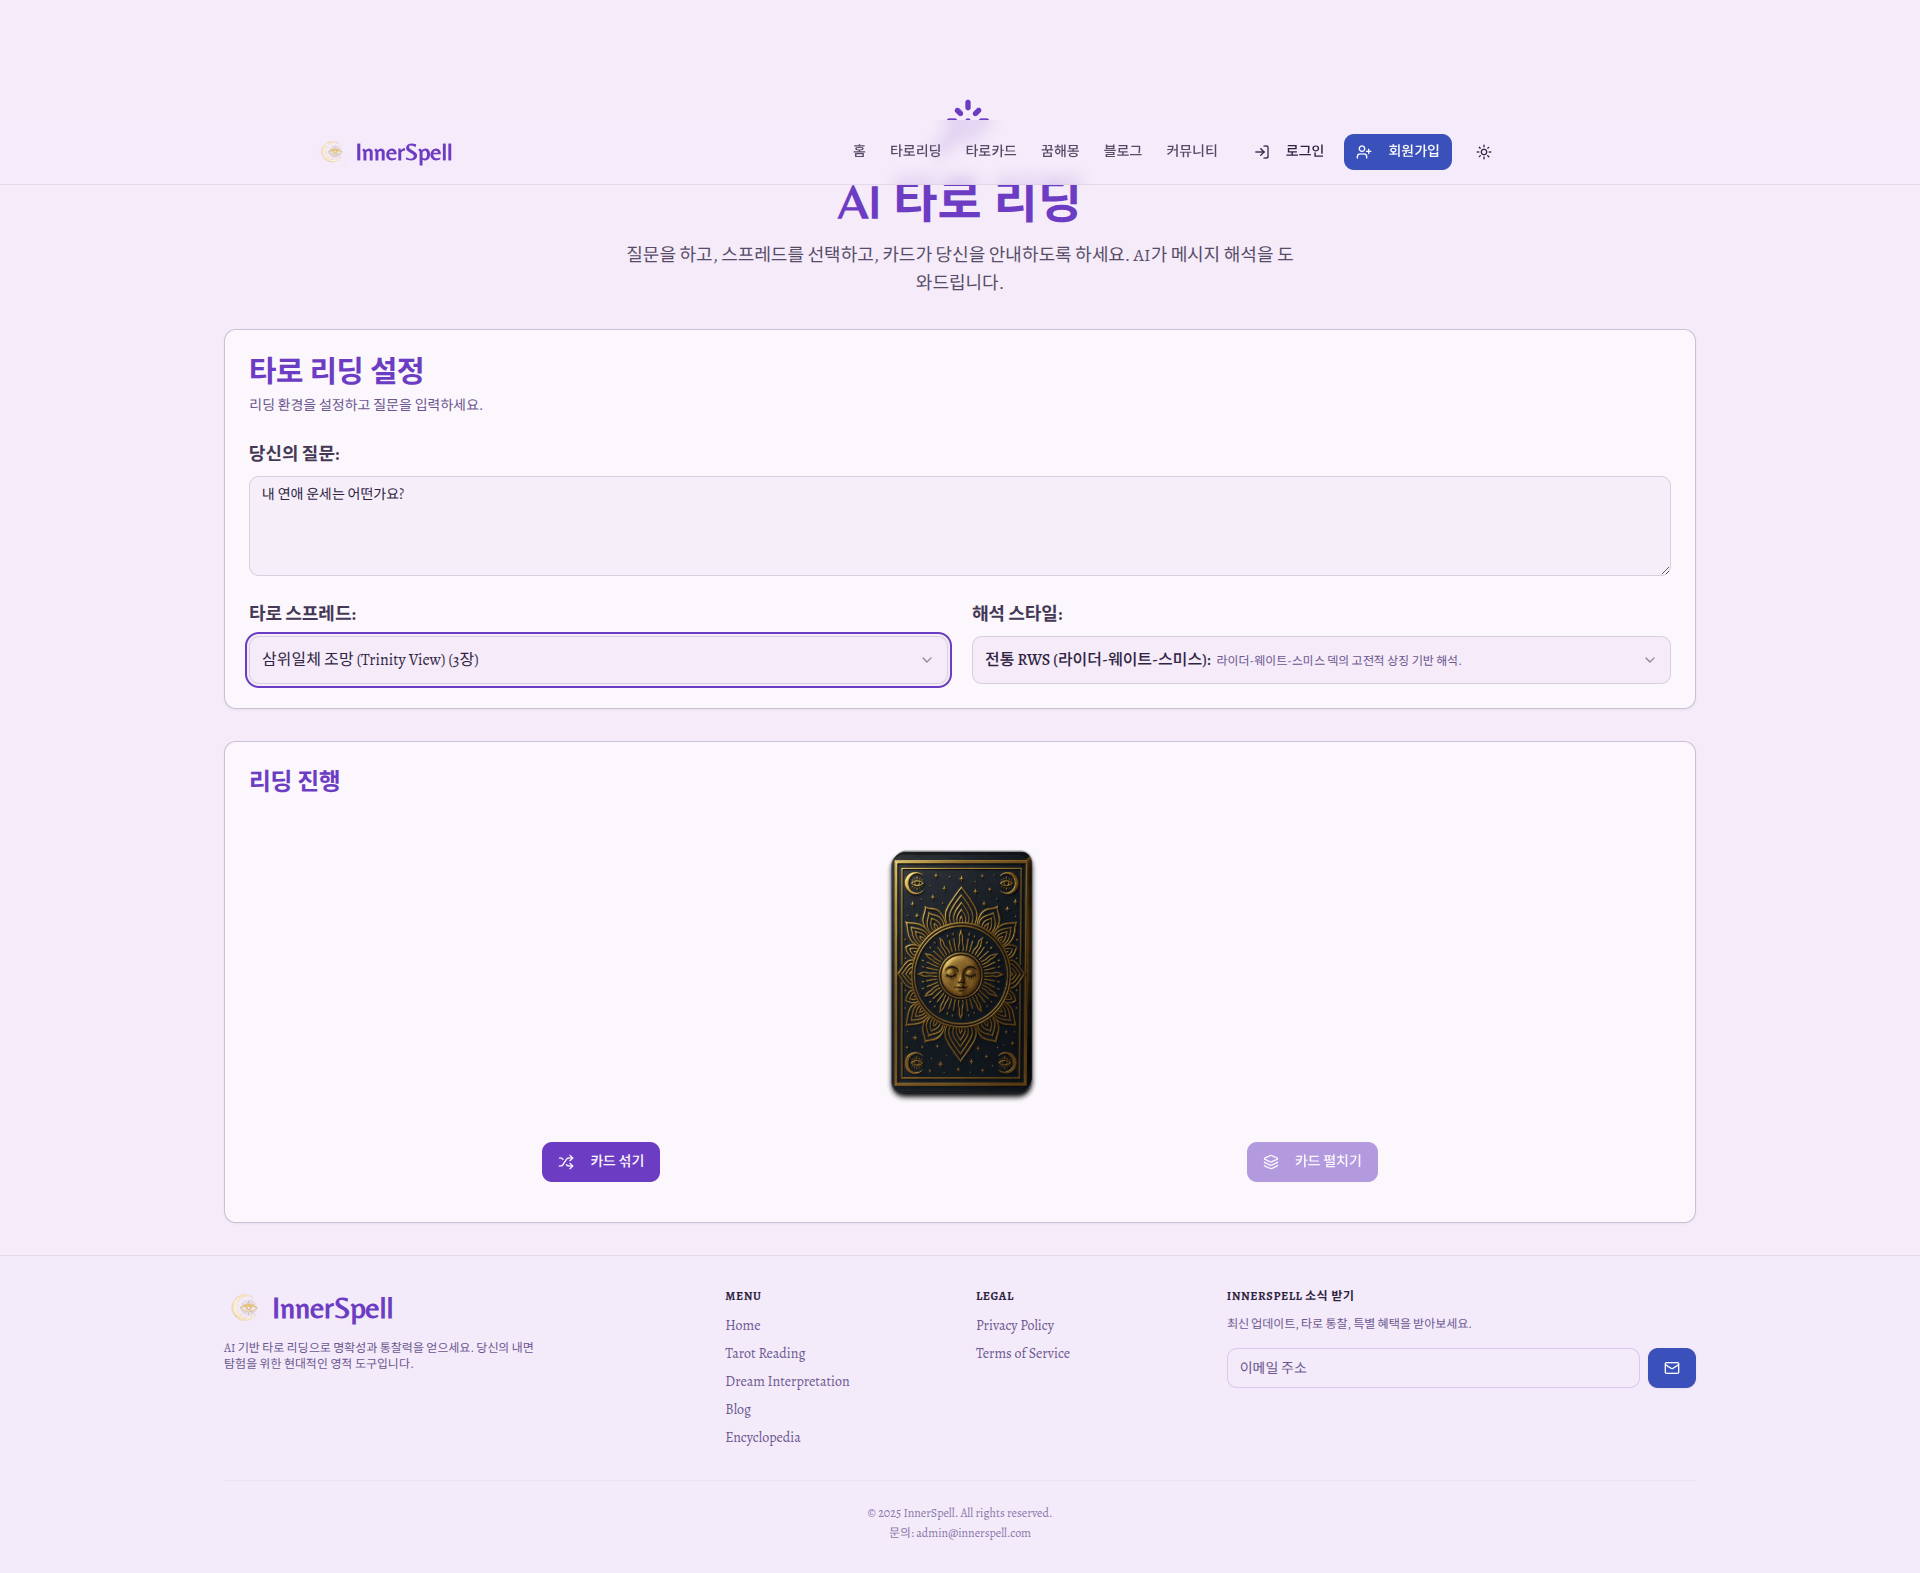 InnerSpell
홈
타로리딩
타로카드
꿈해몽
블로그
커뮤니티
로그인
회원가입
AI 타로 리딩
질문을 하고, 스프레드를 선택하고, 카드가 당신을 안내하도록 하세요. AI가 메시지 해석을 도
와드립니다.
타로 리딩 설정
리딩 환경을 설정하고 질문을 입력하세요.
당신의 질문:
내 연애 운세는 어떤가요?
타로 스프레드:
삼위일체 조망 (Trinity View) (3장)
해석 스타일:
전통 RWS (라이더-웨이트-스미스): 라이더-웨이트-스미스 덱의 고전적 상징 기반 해석.
리딩 진행
카드 섞기
카드 펼치기
InnerSpell
AI 기반 타로 리딩으로 명확성과 통찰력을 얻으세요. 당신의 내면
탐험을 위한 현대적인 영적 도구입니다.
MENU
Home
Tarot Reading
Dream Interpretation
Blog
Encyclopedia
LEGAL
Privacy Policy
Terms of Service
INNERSPELL 소식 받기
최신 업데이트, 타로 통찰, 특별 혜택을 받아보세요.
이메일 주소
© 2025 InnerSpell. All rights reserved.
문의: admin@innerspell.com